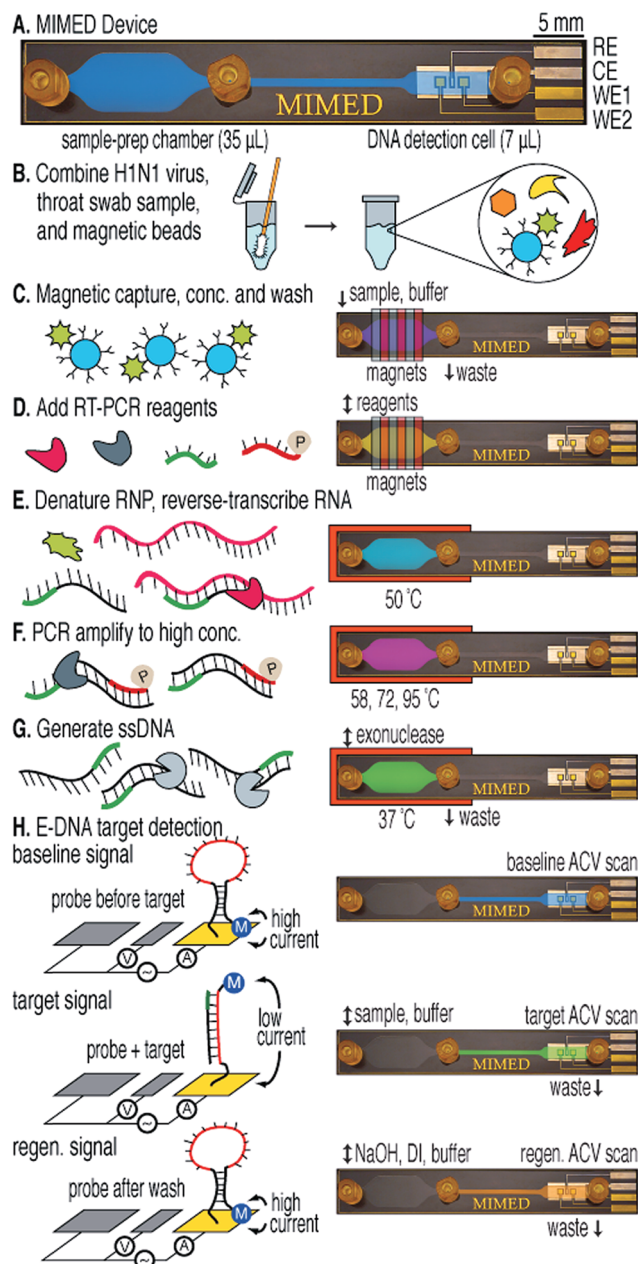 A. MIMED Device
5 mm
RE
CE
WE1
WE2
MIMED
sample-prep chamber (35 µL)
DNA detection cell (7 µL)
B. Combine H1N1 virus,
throat swab sample,
and magnetic beads
C. Magnetic capture, conc. and wash
↓ sample, buffer
MIMED
magnets
↓ waste
D. Add RT-PCR reagents
P
↕ reagents
MIMED
magnets
E. Denature RNP, reverse-transcribe RNA
MIMED
50 °C
F. PCR amplify to high conc.
P
P
MIMED
58, 72, 95 °C
G. Generate ssDNA
↕ exonuclease
MIMED
37 °C
↓ waste
H. E-DNA target detection
baseline signal
baseline ACV scan
probe before target
M
high
current
V
~
A
MIMED
target signal
M
low
current
probe + target
V
~
A
↕ sample, buffer
target ACV scan
MIMED
waste ↓
regen. signal
probe after wash
M
high
current
V
~
A
↕ NaOH, DI, buffer
regen. ACV scan
MIMED
waste ↓